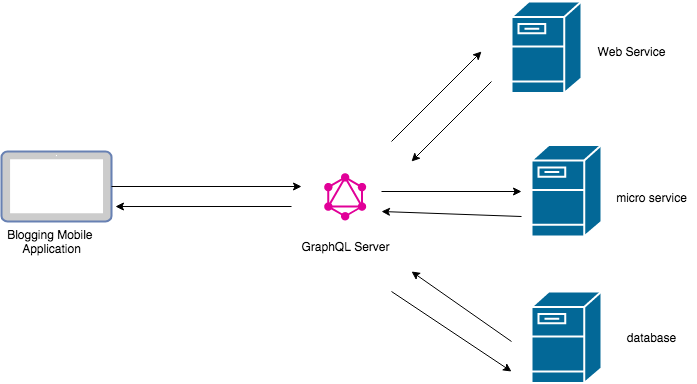 Web Service
micro service
Blogging Mobile
Application
GraphQL Server
database